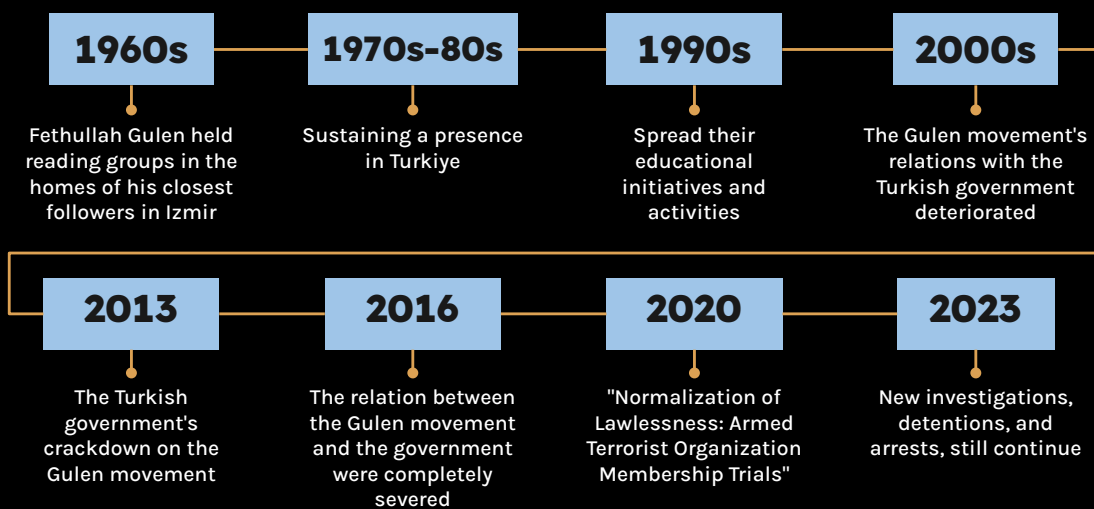 1960s
Fethullah Gulen held
reading groups in the
homes of his closest
followers in Izmir
1970s-80s
Sustaining a presence
in Turkiye
1990s
Spread their
educational
initiatives and
activities
2000s
The Gulen movement's
relations with the
Turkish government
deteriorated
2013
The Turkish
government's
crackdown on the
Gulen movement
2016
The relation between
the Gulen movement
and the government
were completely
severed
2020
"Normalization of
Lawlessness: Armed
Terrorist Organization
Membership Trials"
2023
New investigations,
detentions, and
arrests, still continue